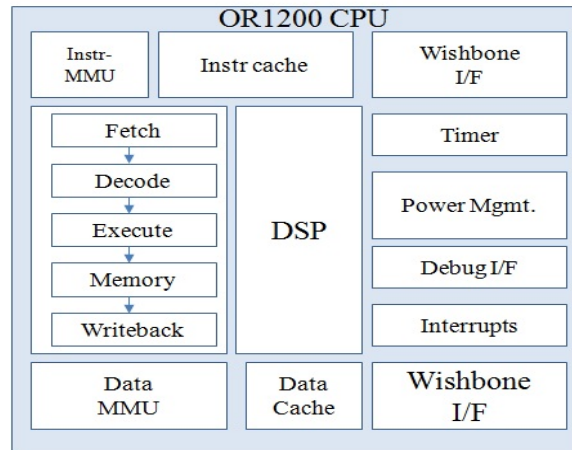 OR1200 CPU
Instr-
MMU
Instr cache
Wishbone
I/F
Fetch
Decode
Execute
Memory
Writeback
DSP
Timer
Power Mgmt.
Debug I/F
Interrupts
Data
MMU
Data
Cache
Wishbone
I/F